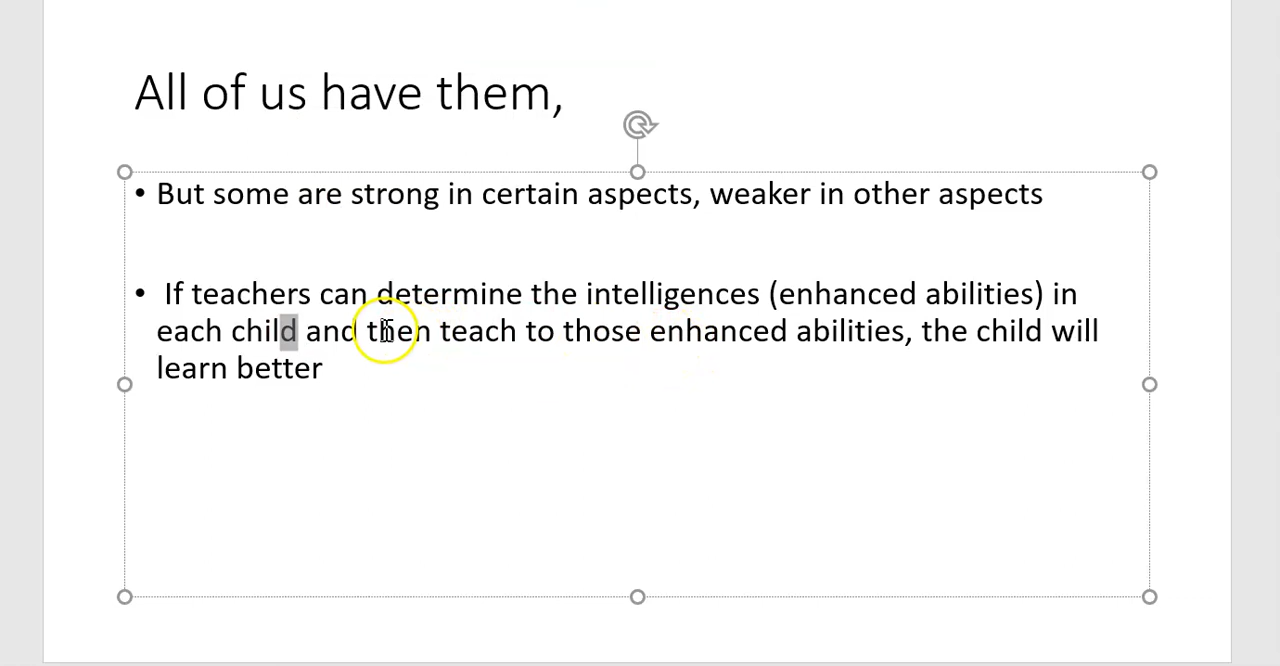 All of us have them,
• But some are strong in certain aspects, weaker in other aspects
• If teachers can determine the intelligences (enhanced abilities) in
each child and then teach to those enhanced abilities, the child will
learn better